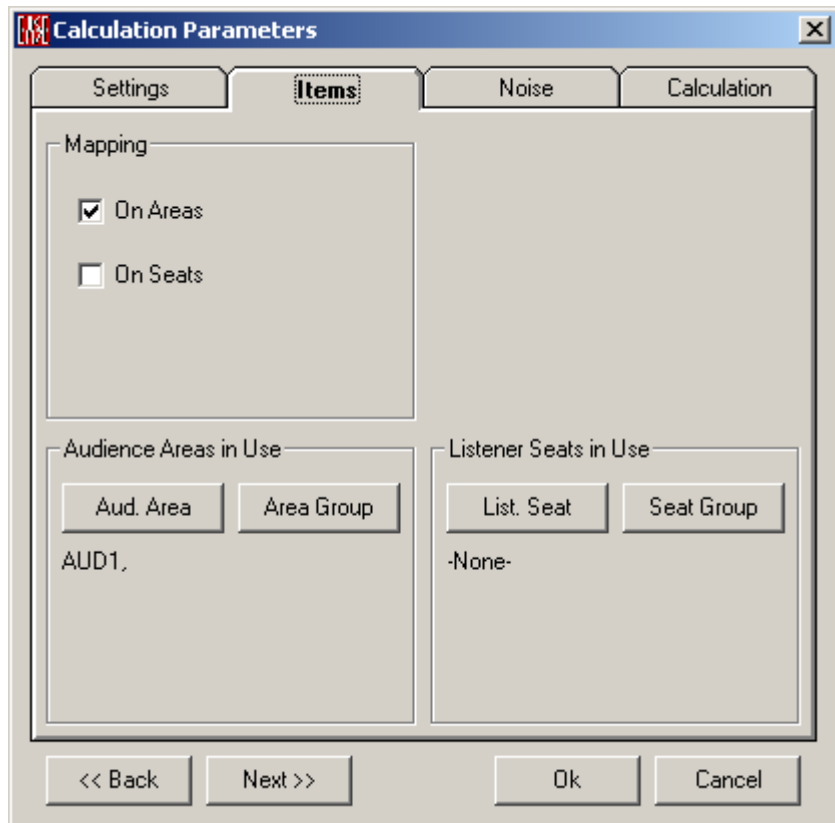 EASE
Calculation Parameters
Settings
Items
Noise
Calculation
Mapping
On Areas
On Seats
Audience Areas in Use
Aud. Area
Area Group
AUD1,
Listener Seats in Use
List. Seat
Seat Group
-None-
<< Back
Next >>
Ok
Cancel